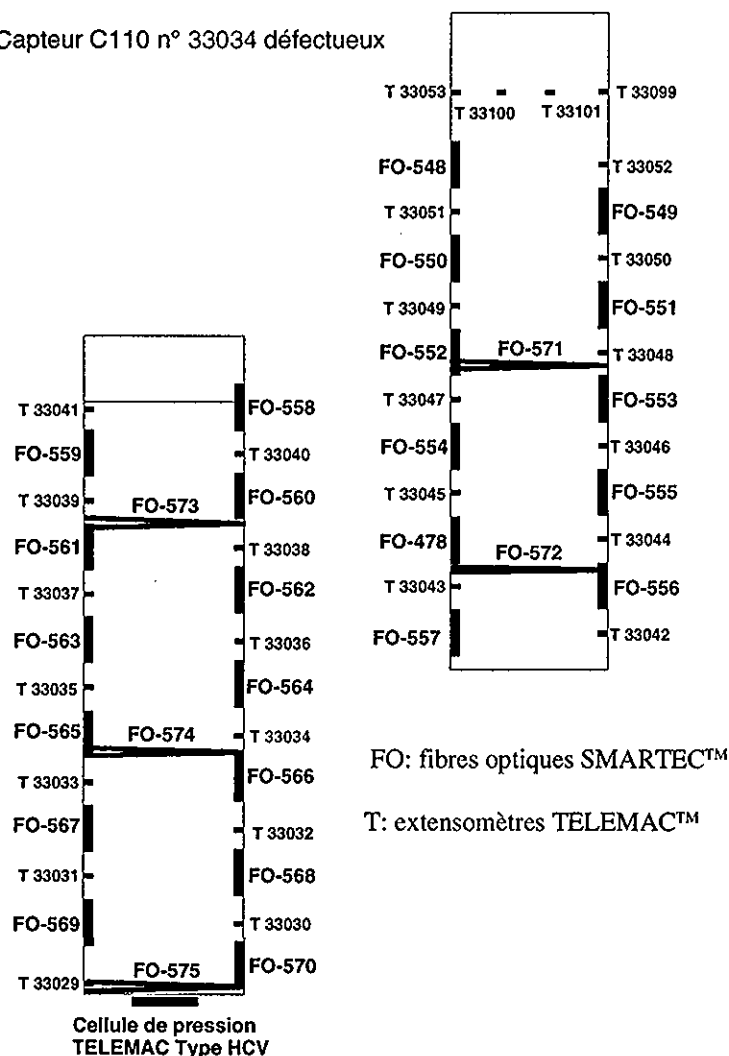 Capteur C110 n° 33034 défectueux
T 33053
T 33100
T 33101
T 33099
FO-548
T 33052
T 33051
FO-549
FO-550
T 33050
T 33049
FO-551
FO-552
FO-571
T 33048
T 33047
FO-553
FO-554
T 33046
T 33045
FO-555
FO-478
FO-572
T 33044
T 33043
FO-556
FO-557
T 33042
T 33041
FO-558
FO-559
T 33040
T 33039
FO-573
FO-560
FO-561
T 33038
T 33037
FO-562
FO-563
T 33036
T 33035
FO-564
FO-565
FO-574
T 33034
T 33033
FO-566
FO-567
T 33032
T 33031
FO-568
FO-569
T 33030
T 33029
FO-575
FO-570
Cellule de pression
TELEMAC Type HCV
FO: fibres optiques SMARTEC™
T: extensomètres TELEMAC™